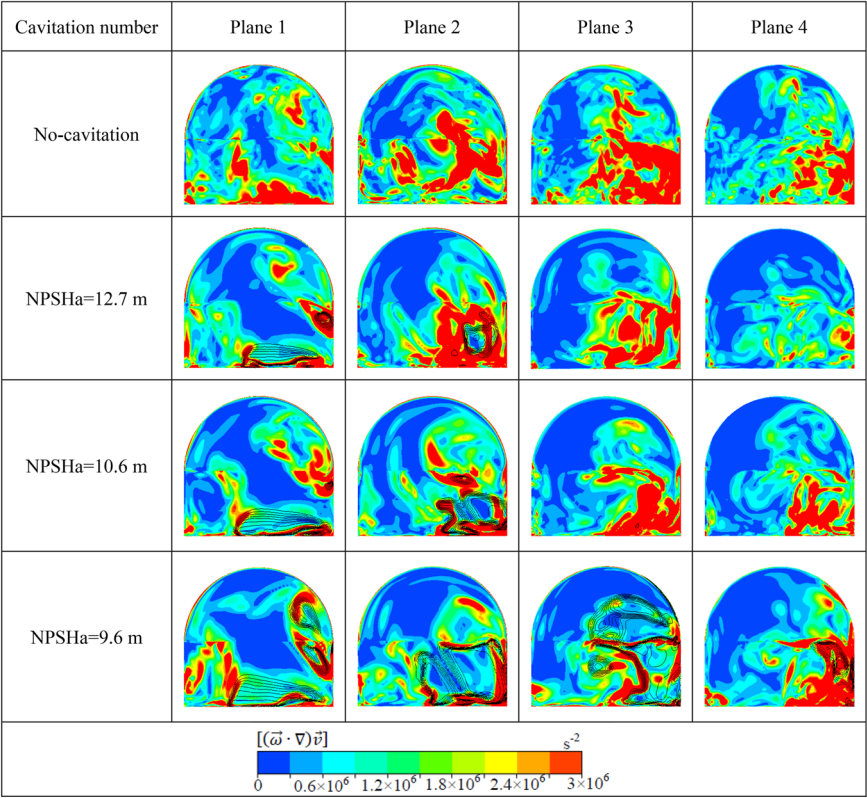 Cavitation number Plane 1 Plane 2 Plane 3 Plane 4
No-cavitation
NPSHa=12.7 m
NPSHa=10.6 m
NPSHa=9.6 m
[(ω⃗ · ∇)v⃗] s⁻²
0 0.6×10⁶ 1.2×10⁶ 1.8×10⁶ 2.4×10⁶ 3×10⁶